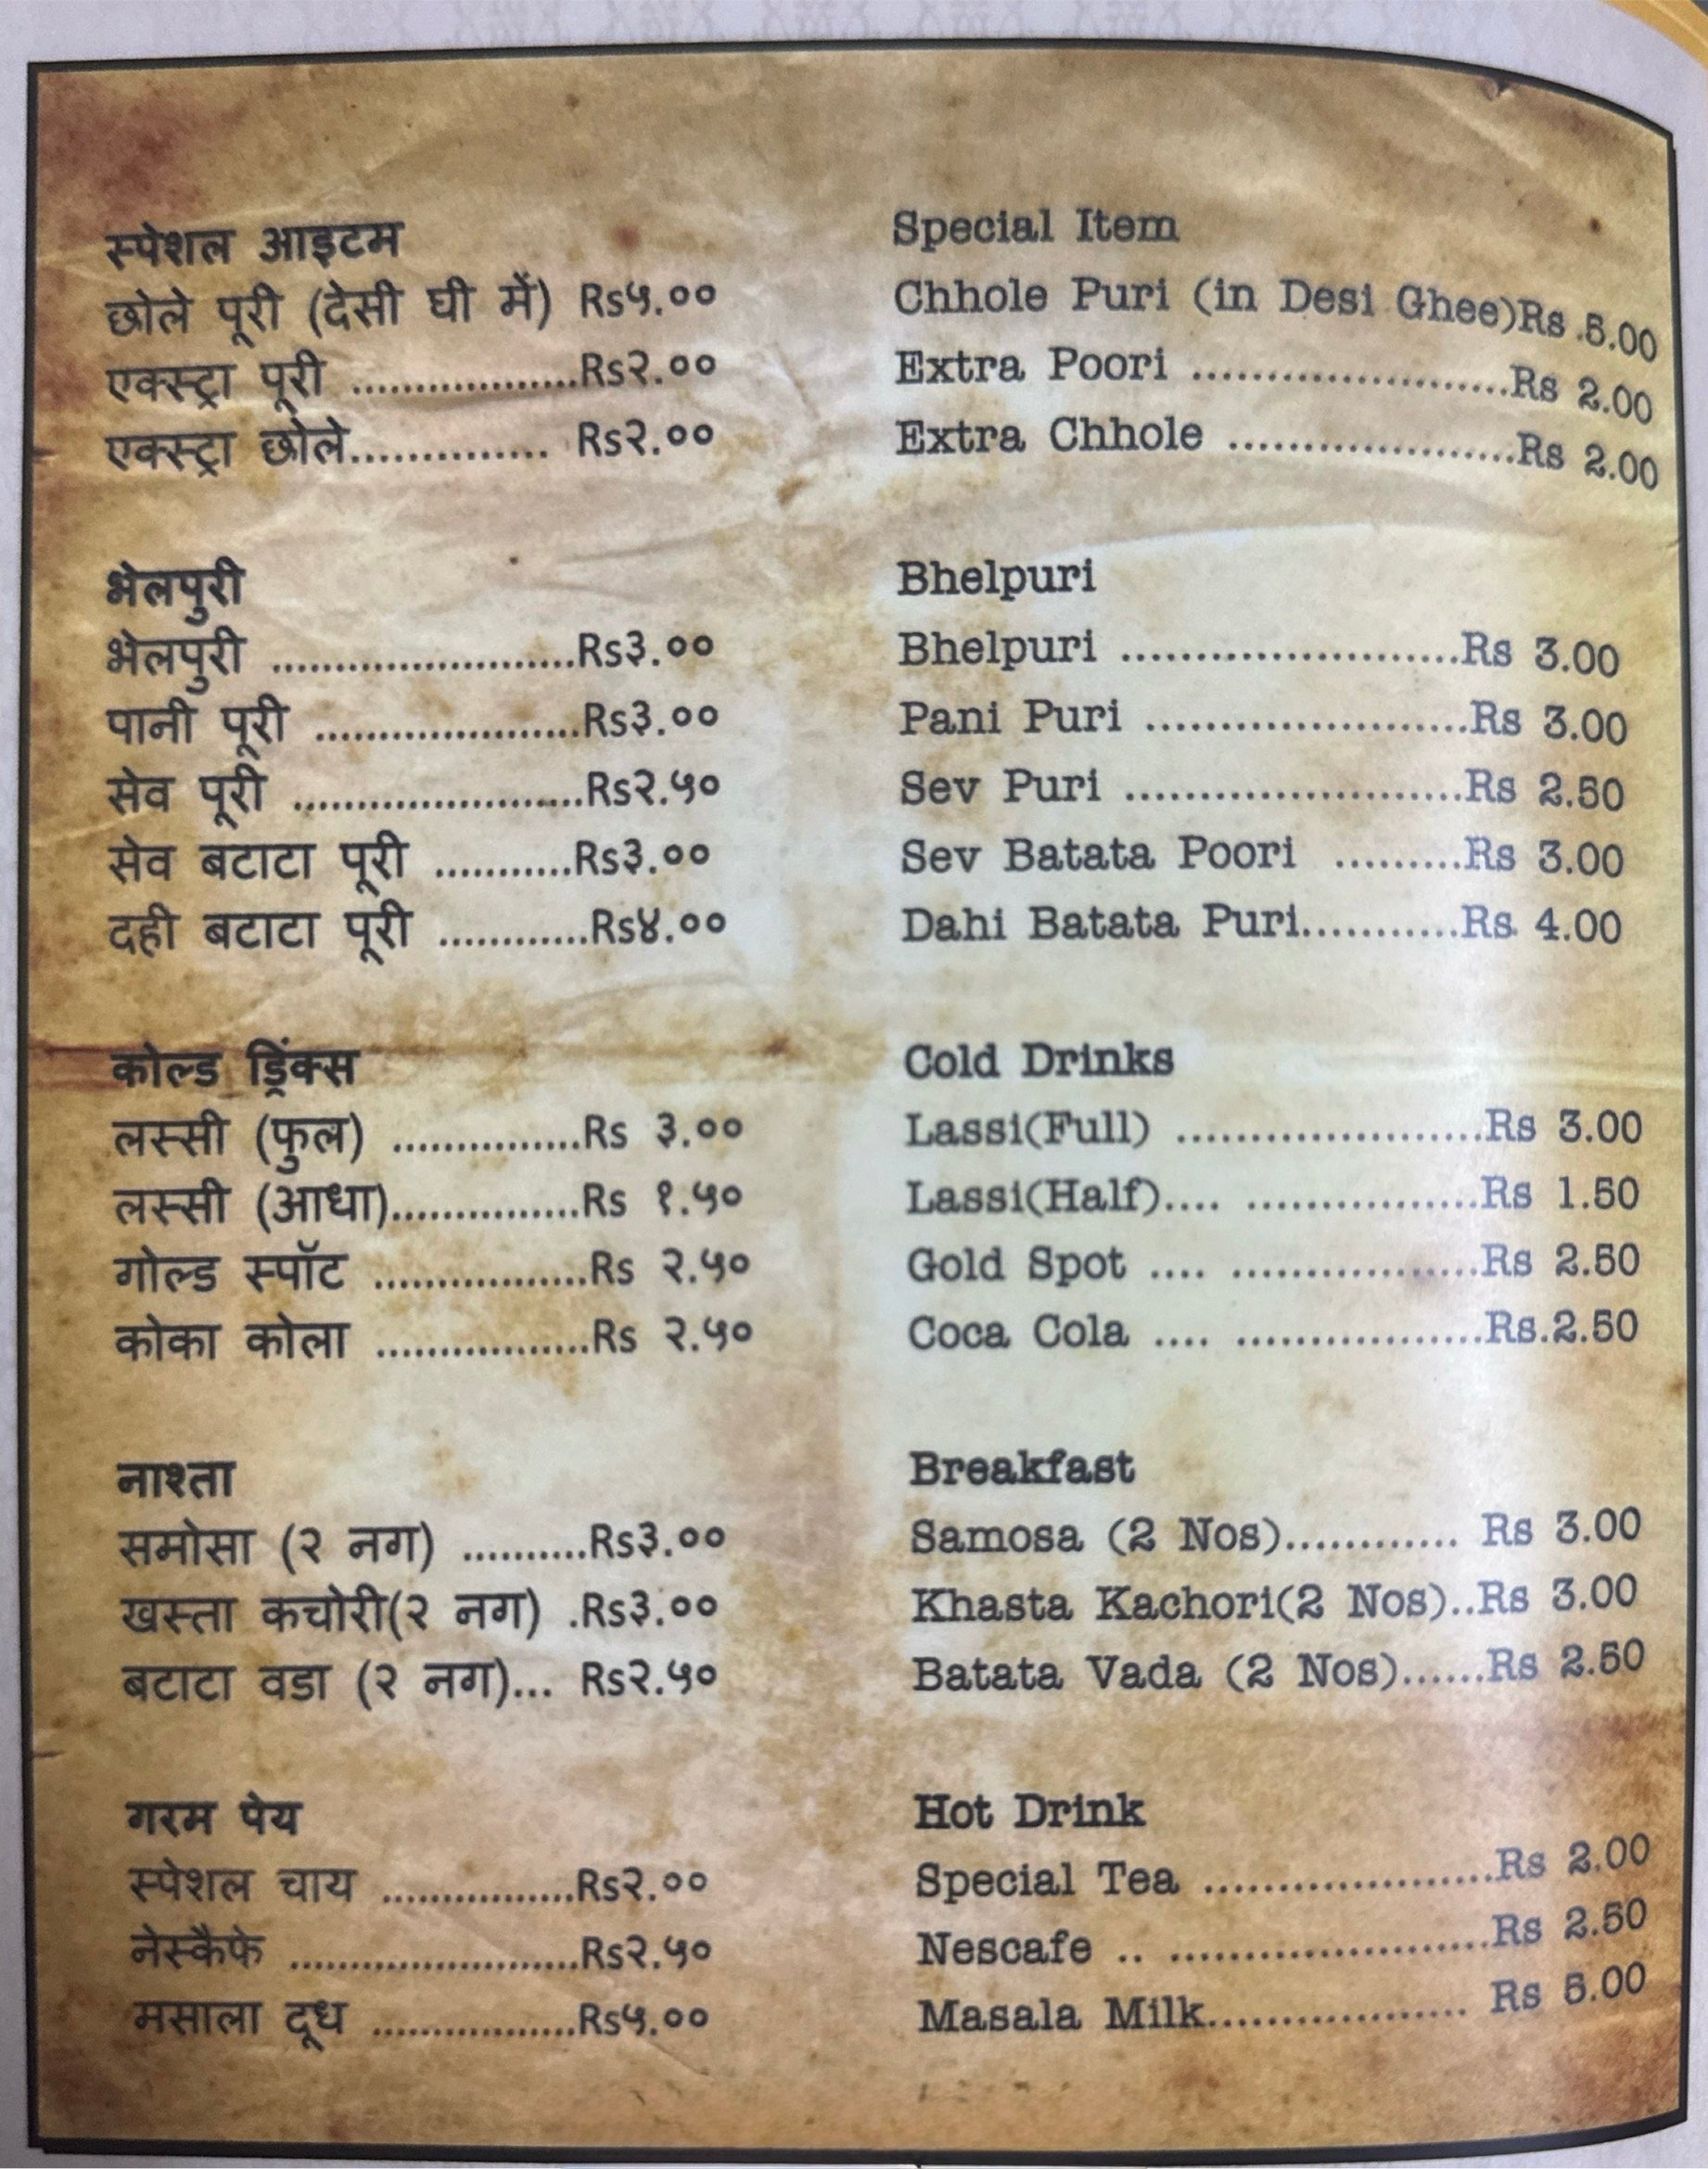 स्पेशल आइटम
छोले पूरी (देसी घी में) Rs५.००
एक्स्ट्रा पूरी ..................Rs२.००
एक्स्ट्रा छोले................ Rs२.००
भेलपुरी
भेलपुरी ........................Rs३.००
पानी पूरी .....................Rs३.००
सेव पूरी .......................Rs२.५०
सेव बटाटा पूरी ...........Rs३.००
दही बटाटा पूरी ............Rs४.००
कोल्ड ड्रिंक्स
लस्सी (फुल) ...............Rs ३.००
लस्सी (आधा)...............Rs १.५०
गोल्ड स्पॉट .................Rs २.५०
कोका कोला .................Rs २.५०
नाश्ता
समोसा (२ नग) ..........Rs३.००
खस्ता कचोरी(२ नग) .Rs३.००
बटाटा वडा (२ नग)... Rs२.५०
गरम पेय
स्पेशल चाय ...............Rs२.००
नेस्कैफे .......................Rs२.५०
मसाला दूध ................Rs५.००
Special Item
Chhole Puri (in Desi Ghee)Rs .5.00
Extra Poori .......................Rs 2.00
Extra Chhole .....................Rs 2.00
Bhelpuri
Bhelpuri ........................Rs 3.00
Pani Puri .......................Rs 3.00
Sev Puri ........................Rs 2.50
Sev Batata Poori .........Rs 3.00
Dahi Batata Puri...........Rs 4.00
Cold Drinks
Lassi(Full) ......................Rs 3.00
Lassi(Half).... .................Rs 1.50
Gold Spot .... ..................Rs 2.50
Coca Cola .... ..................Rs.2.50
Breakfast
Samosa (2 Nos)............ Rs 3.00
Khasta Kachori(2 Nos)..Rs 3.00
Batata Vada (2 Nos)......Rs 2.50
Hot Drink
Special Tea .....................Rs 2.00
Nescafe .. .......................Rs 2.50
Masala Milk................... Rs 5.00